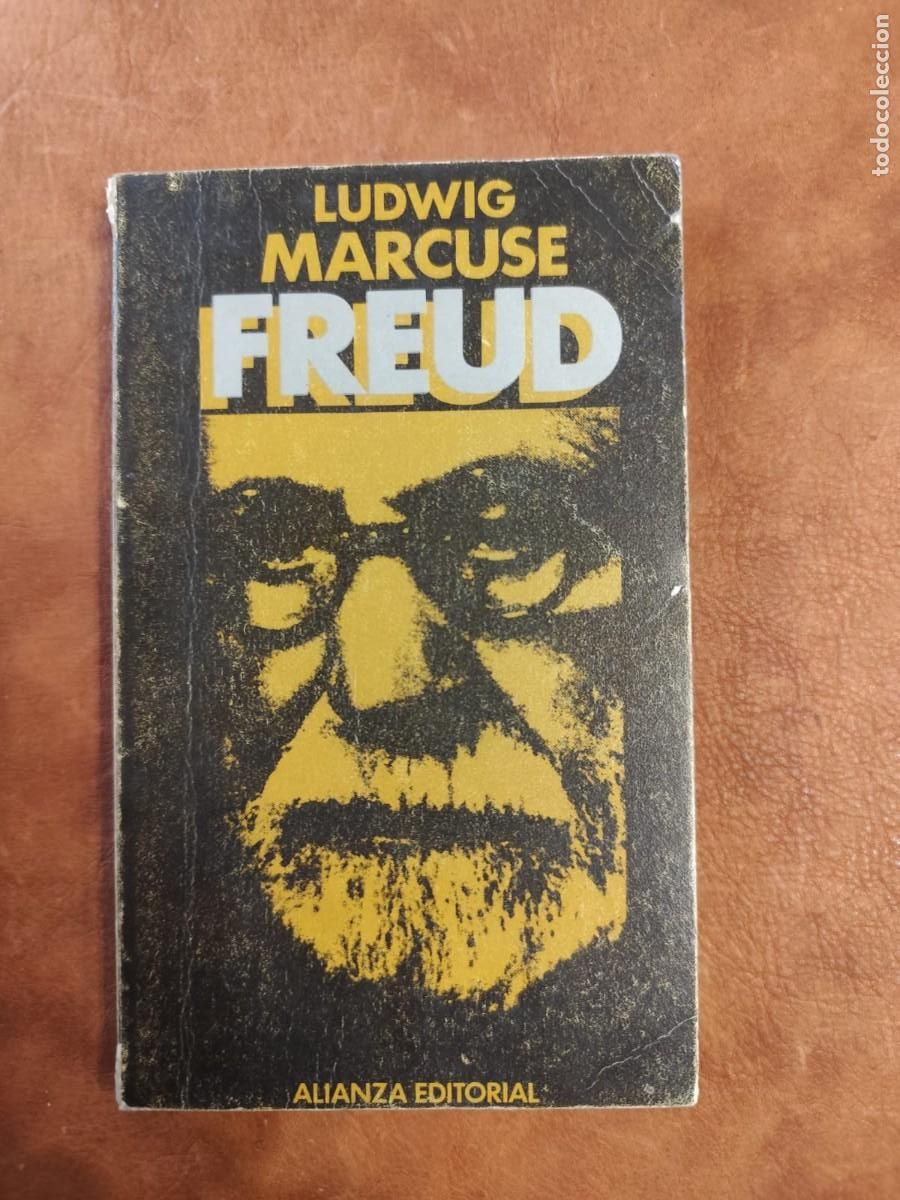 todocoleccion
LUDWIG
MARCUSE
FREUD
ALIANZA EDITORIAL